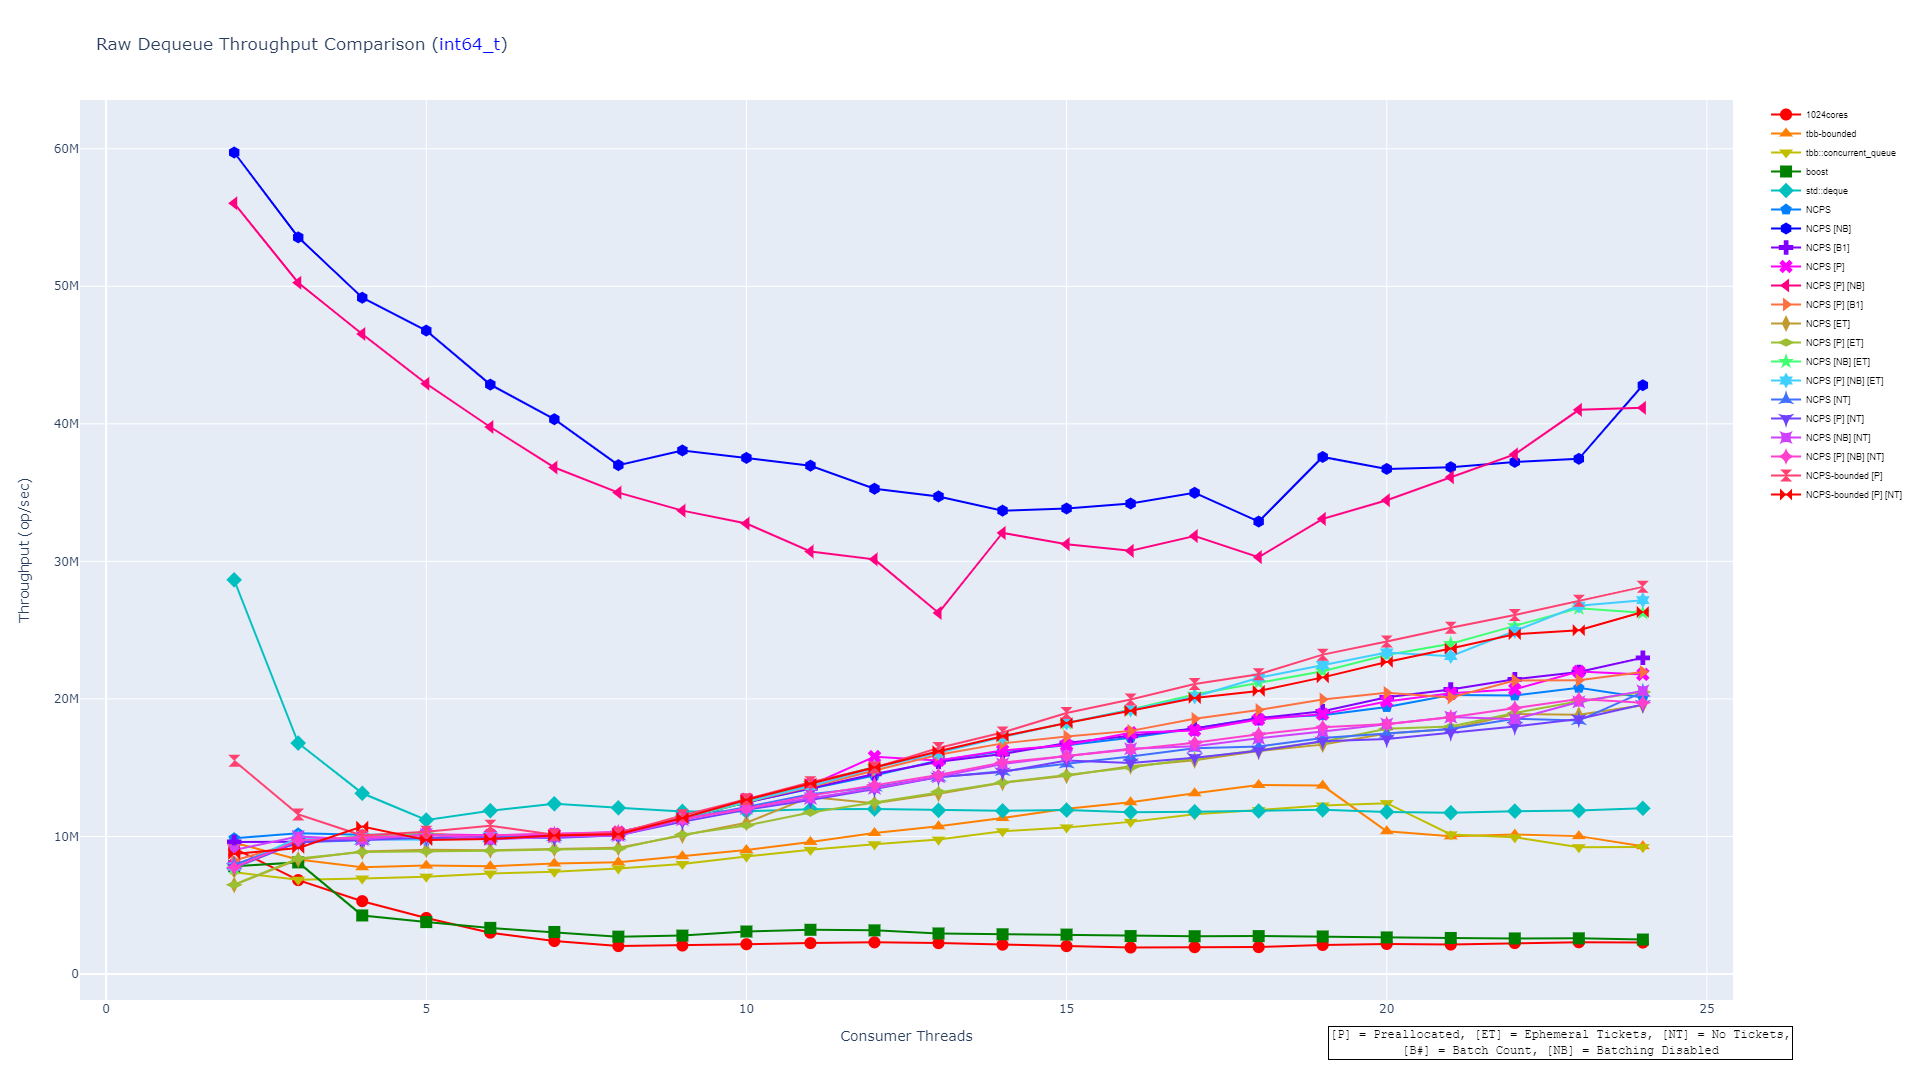 Raw Dequeue Throughput Comparison (int64_t)
60M
50M
40M
30M
20M
10M
0
Throughput (op/sec)
0
5
10
15
20
25
Consumer Threads
1024cores
tbb-bounded
tbb::concurrent_queue
boost
std::deque
NCPS
NCPS [NB]
NCPS [B1]
NCPS [P]
NCPS [P] [NB]
NCPS [P] [B1]
NCPS [ET]
NCPS [P] [ET]
NCPS [NB] [ET]
NCPS [P] [NB] [ET]
NCPS [NT]
NCPS [P] [NT]
NCPS [NB] [NT]
NCPS [P] [NB] [NT]
NCPS-bounded [P]
NCPS-bounded [P] [NT]
[P] = Preallocated, [ET] = Ephemeral Tickets, [NT] = No Tickets,
[B#] = Batch Count, [NB] = Batching Disabled